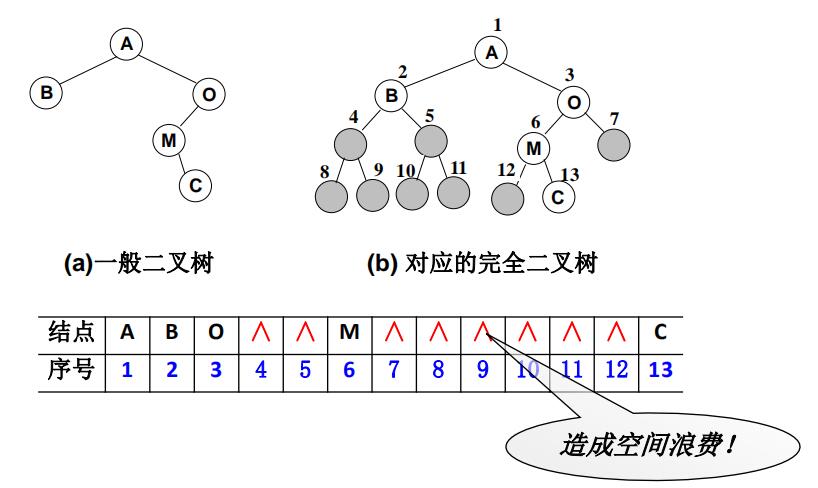 A
B
O
M
C
1
A
2
3
B
O
4
5
6
7
M
8
9
10
11
12
13
C
(a)一般二叉树
(b) 对应的完全二叉树
结点 A B O ∧ ∧ M ∧ ∧ ∧ ∧ ∧ ∧ C
序号 1 2 3 4 5 6 7 8 9 10 11 12 13
造成空间浪费!